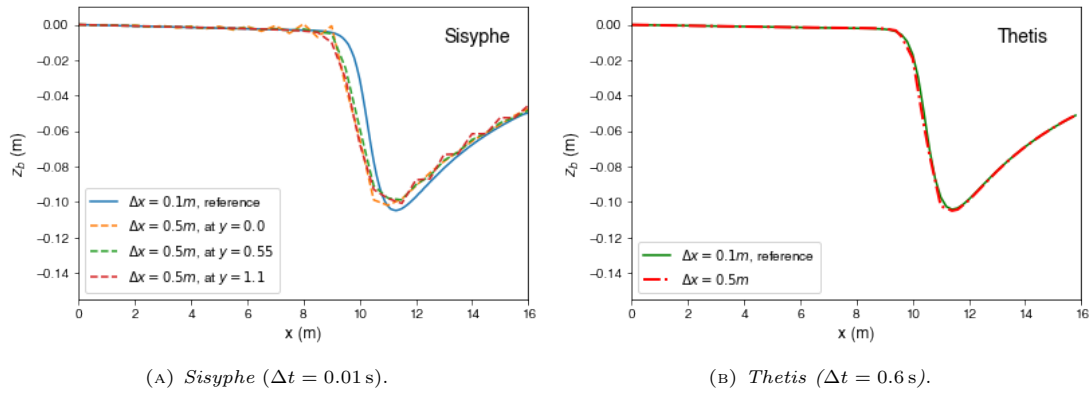 Sisyphe
0.00
−0.02
−0.04
−0.06
−0.08
−0.10
−0.12
−0.14
z_b (m)
Δx = 0.1m, reference
Δx = 0.5m, at y = 0.0
Δx = 0.5m, at y = 0.55
Δx = 0.5m, at y = 1.1
0 2 4 6 8 10 12 14 16
x (m)
(A) Sisyphe (Δt = 0.01 s).
Thetis
0.00
−0.02
−0.04
−0.06
−0.08
−0.10
−0.12
−0.14
z_b (m)
Δx = 0.1m, reference
Δx = 0.5m
0 2 4 6 8 10 12 14 16
x (m)
(B) Thetis (Δt = 0.6 s).